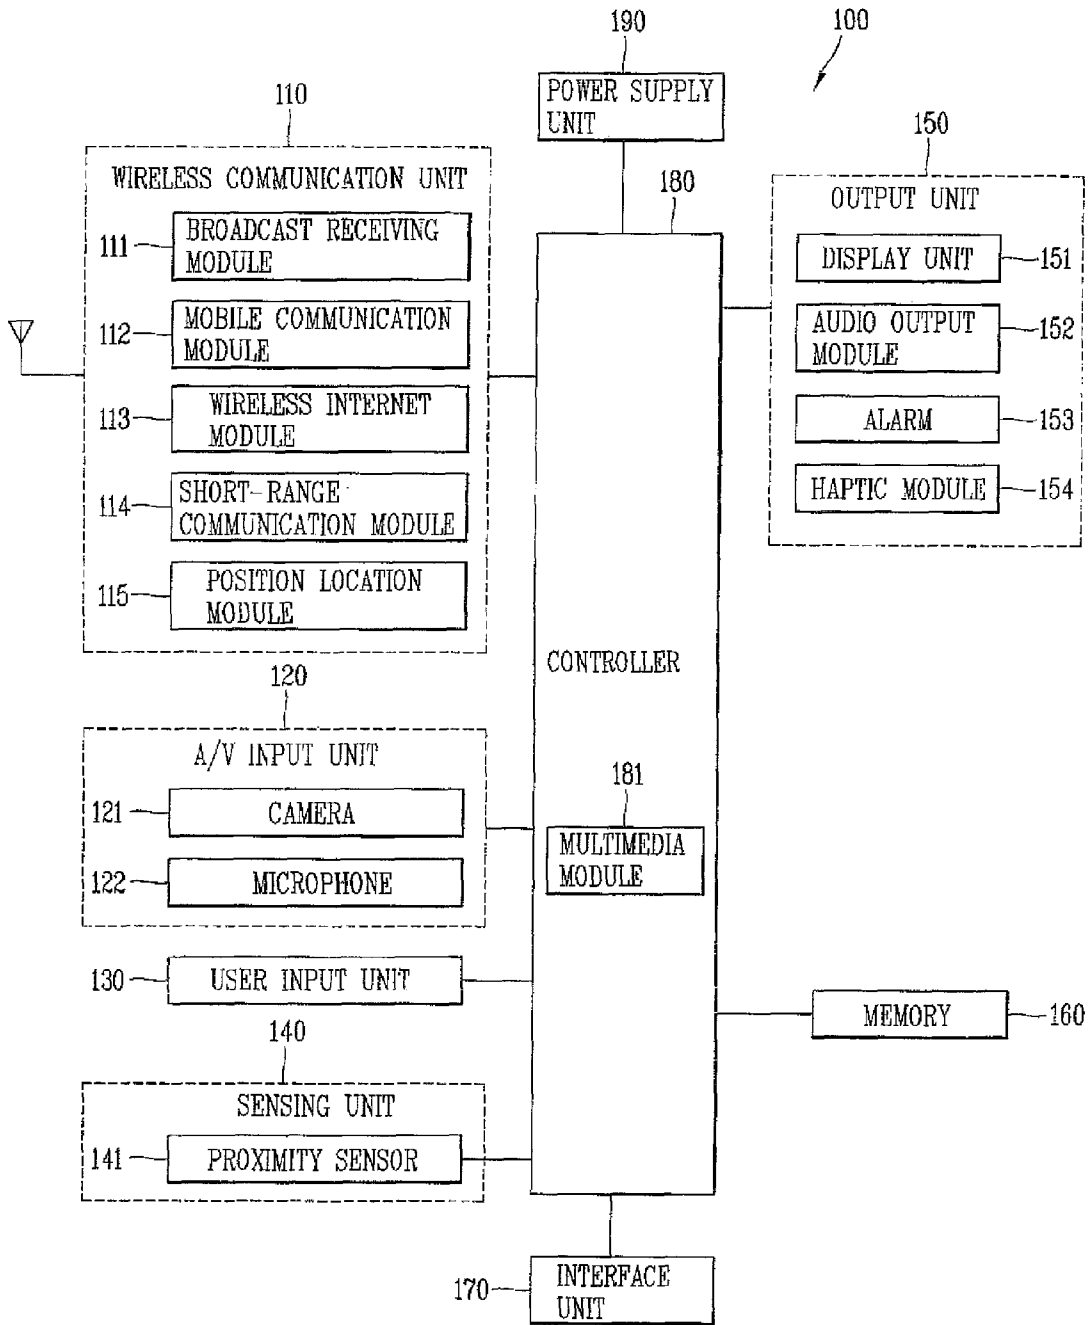 100
190
POWER SUPPLY
UNIT
110
WIRELESS COMMUNICATION UNIT
111
BROADCAST RECEIVING
MODULE
112
MOBILE COMMUNICATION
MODULE
113
WIRELESS INTERNET
MODULE
114
SHORT-RANGE
COMMUNICATION MODULE
115
POSITION LOCATION
MODULE
120
A/V INPUT UNIT
121
CAMERA
122
MICROPHONE
130
USER INPUT UNIT
140
SENSING UNIT
141
PROXIMITY SENSOR
180
CONTROLLER
181
MULTIMEDIA
MODULE
150
OUTPUT UNIT
DISPLAY UNIT
151
AUDIO OUTPUT
MODULE
152
ALARM
153
HAPTIC MODULE
154
MEMORY
160
170
INTERFACE
UNIT